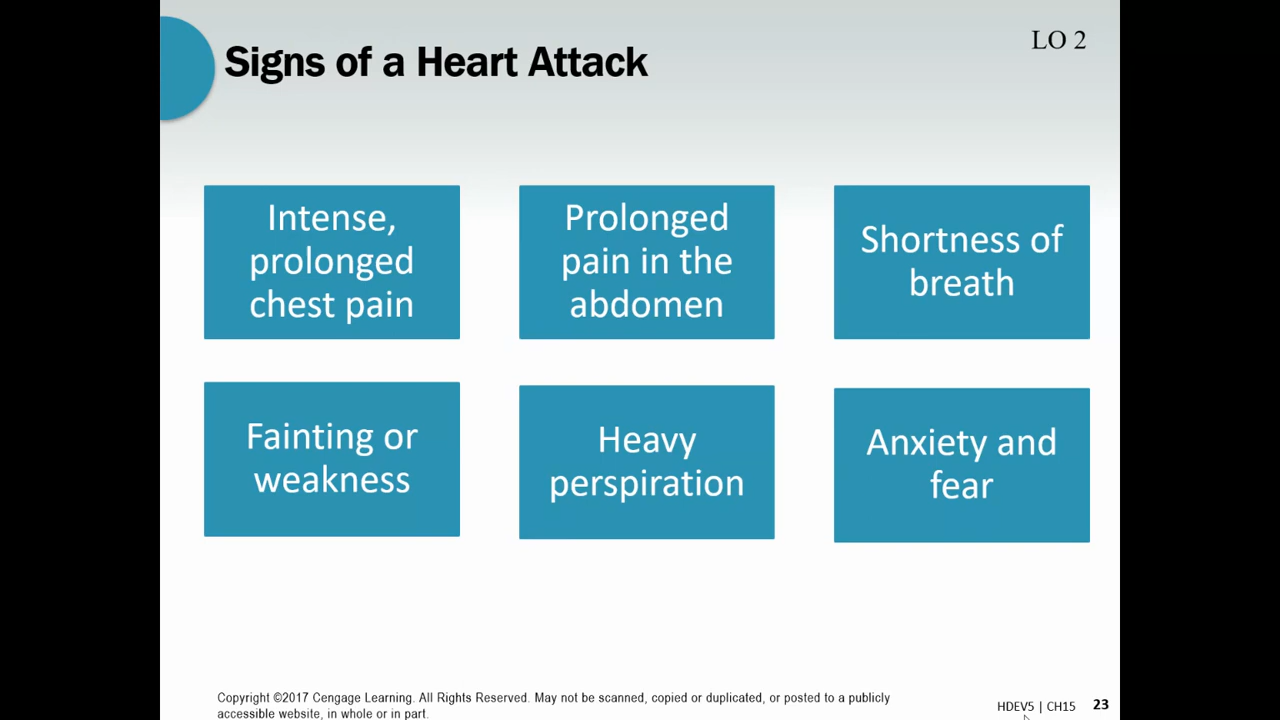 Signs of a Heart Attack
LO 2
Intense,
prolonged
chest pain
Prolonged
pain in the
abdomen
Shortness of
breath
Fainting or
weakness
Heavy
perspiration
Anxiety and
fear
Copyright ©2017 Cengage Learning. All Rights Reserved. May not be scanned, copied or duplicated, or posted to a publicly
accessible website, in whole or in part.
HDEV5 | CH15 23